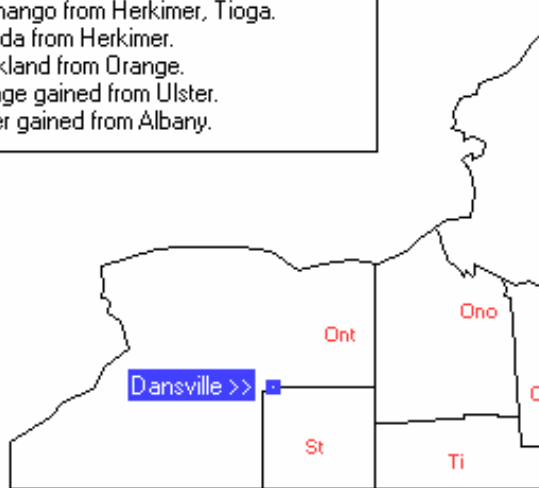 nango from Herkimer, Tioga.
da from Herkimer.
kland from Orange.
ge gained from Ulster.
er gained from Albany.
Ont
Ono
Dansville >>
St
Ti